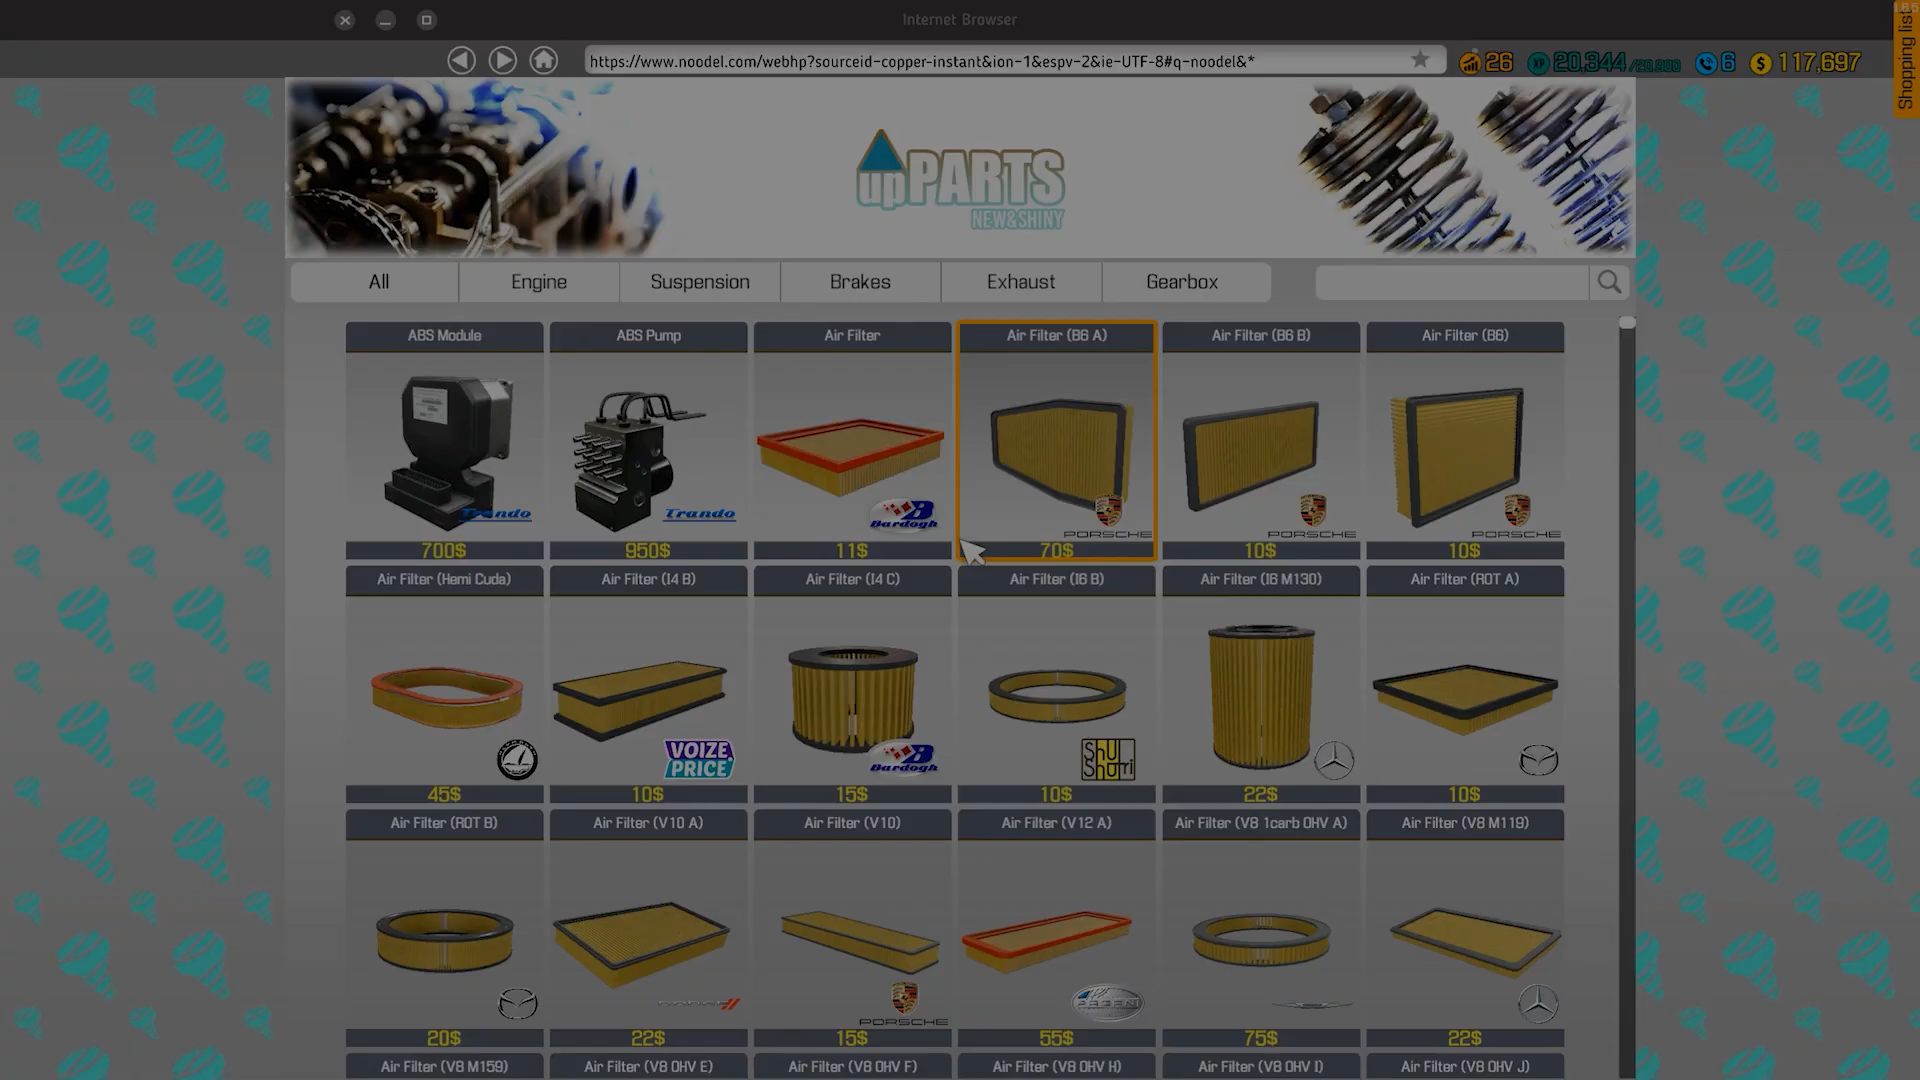 Internet Browser
https://www.noodel.com/webhp?sourceid-copper-instant&ion-1&espv-2&ie-UTF-8#q-noodel&*
26
XP 20,344
6
$ 117,697
Shopping list
upPARTS
NEW&SHINY
All
Engine
Suspension
Brakes
Exhaust
Gearbox
ABS Module
ABS Pump
Air Filter
Air Filter (B6 A)
Air Filter (B6 B)
Air Filter (B6)
Trando
Trando
Bardogh
PORSCHE
PORSCHE
PORSCHE
700$
950$
11$
70$
10$
10$
Air Filter (Hemi Cuda)
Air Filter (I4 B)
Air Filter (I4 C)
Air Filter (I6 B)
Air Filter (I6 M130)
Air Filter (ROT A)
VOIZE
PRICE
Bardogh
Shu
Shurri
45$
10$
15$
10$
22$
10$
Air Filter (ROT B)
Air Filter (V10 A)
Air Filter (V10)
Air Filter (V12 A)
Air Filter (V8 1carb OHV A)
Air Filter (V8 M119)
PORSCHE
PAGANI
20$
22$
15$
55$
75$
22$
Air Filter (V8 M159)
Air Filter (V8 OHV E)
Air Filter (V8 OHV F)
Air Filter (V8 OHV H)
Air Filter (V8 OHV I)
Air Filter (V8 OHV J)